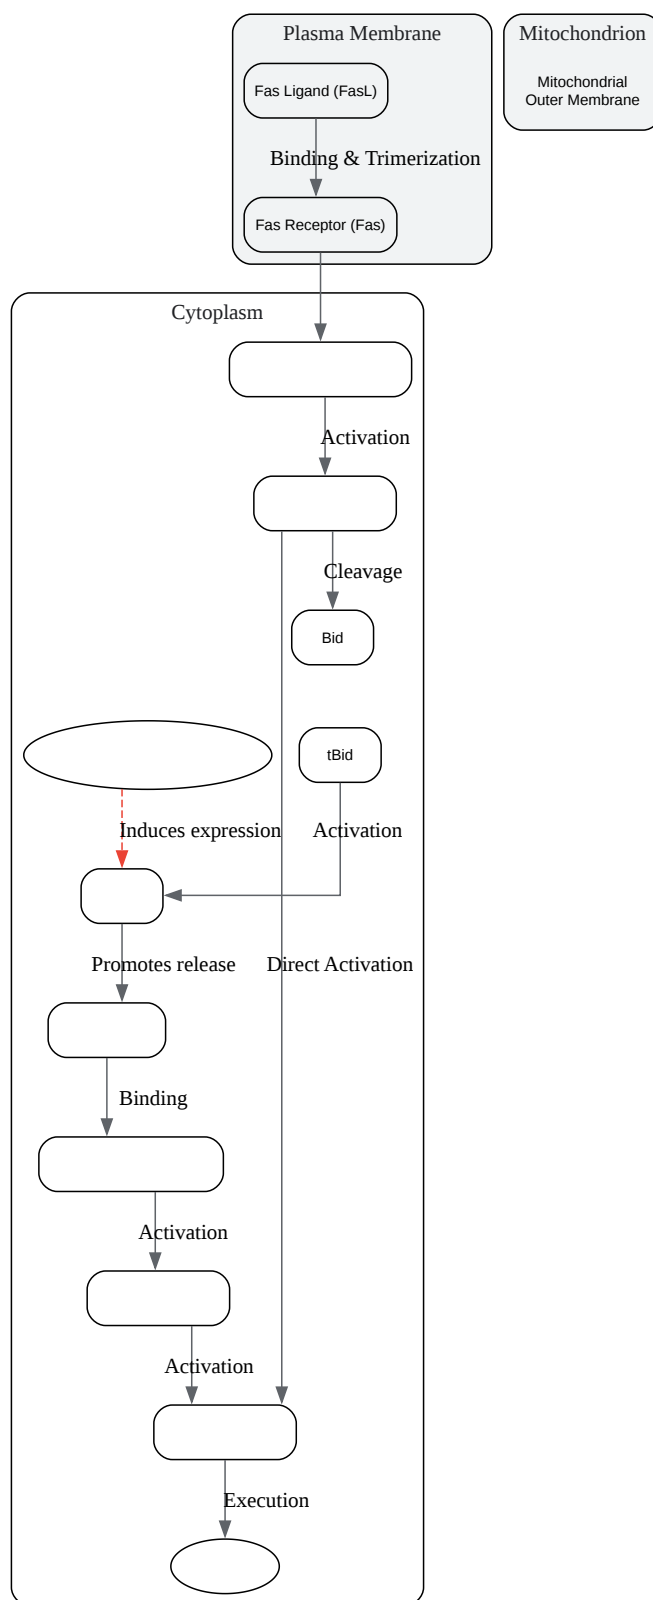 Plasma Membrane
Fas Ligand (FasL)
Binding & Trimerization
Fas Receptor (Fas)
Mitochondrion
Mitochondrial
Outer Membrane
Cytoplasm
Activation
Cleavage
Bid
tBid
Induces expression
Activation
Promotes release
Direct Activation
Binding
Activation
Activation
Execution